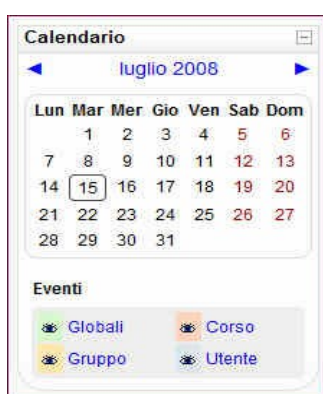 Calendario
luglio 2008
Lun Mar Mer Gio Ven Sab Dom
1 2 3 4 5 6
7 8 9 10 11 12 13
14 15 16 17 18 19 20
21 22 23 24 25 26 27
28 29 30 31
Eventi
Globali Corso
Gruppo Utente